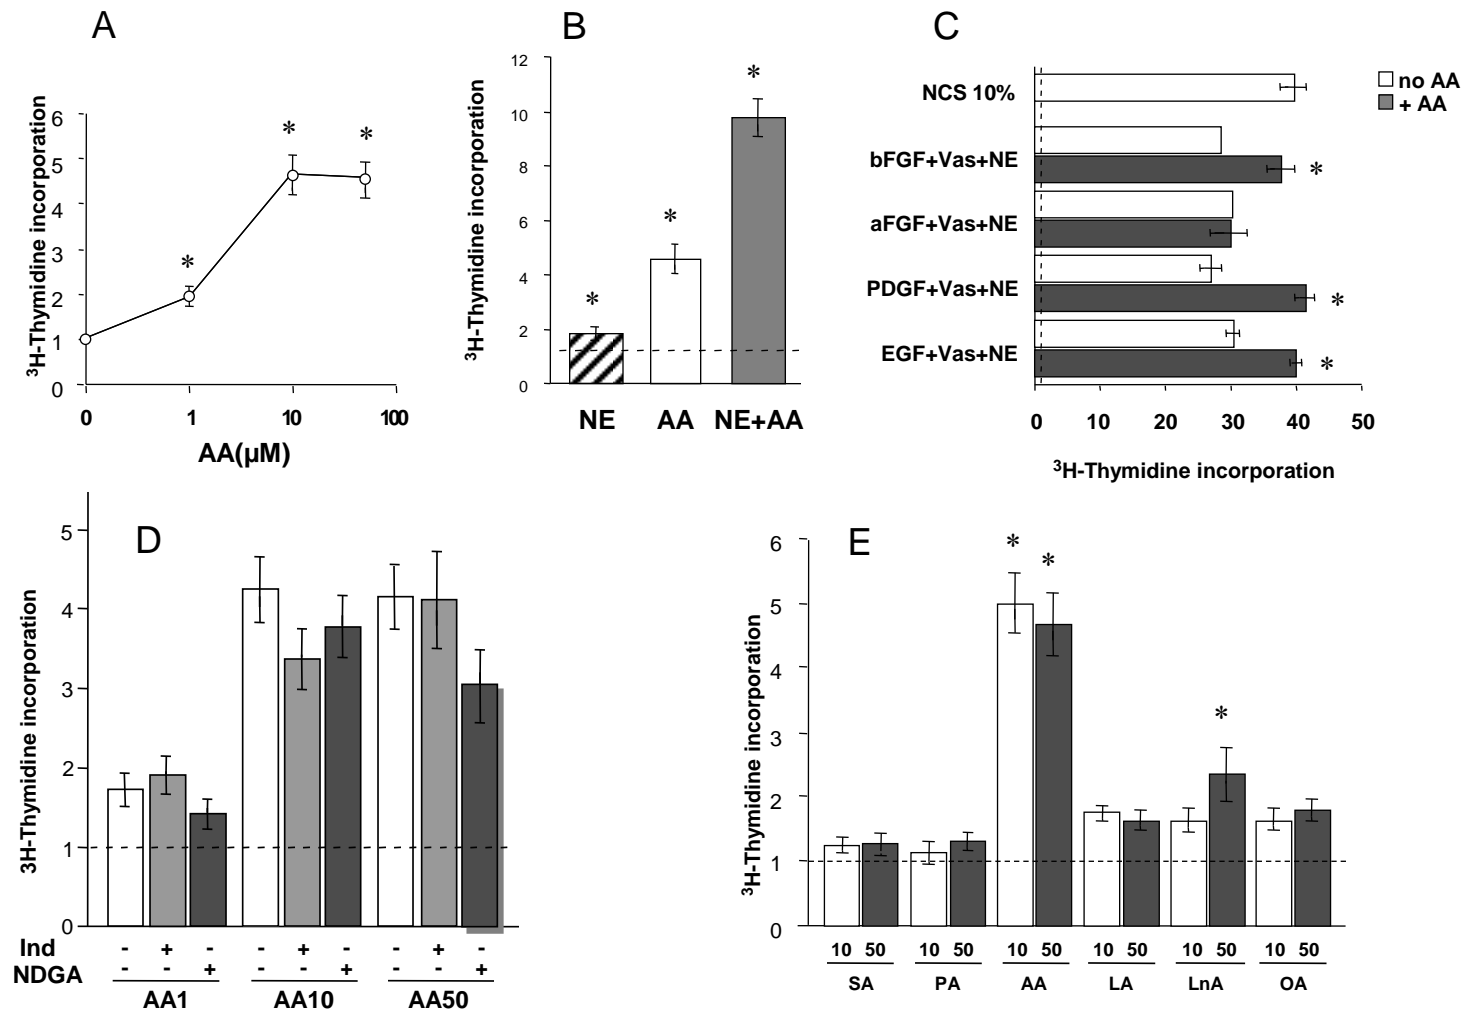 A
³H-Thymidine incorporation
6
5
4
3
2
1
0
*
*
*
0
1
10
100
AA(µM)
B
³H-Thymidine incorporation
12
10
8
6
4
2
0
*
*
*
NE
AA
NE+AA
C
no AA
+ AA
NCS 10%
bFGF+Vas+NE
*
aFGF+Vas+NE
PDGF+Vas+NE
*
EGF+Vas+NE
*
0
10
20
30
40
50
³H-Thymidine incorporation
D
3H-Thymidine incorporation
5
4
3
2
1
0
Ind - + - - + - - + -
NDGA - - + - - + - - +
AA1
AA10
AA50
E
³H-Thymidine incorporation
6
5
4
3
2
1
0
*
*
*
10 50 10 50 10 50 10 50 10 50 10 50
SA PA AA LA LnA OA